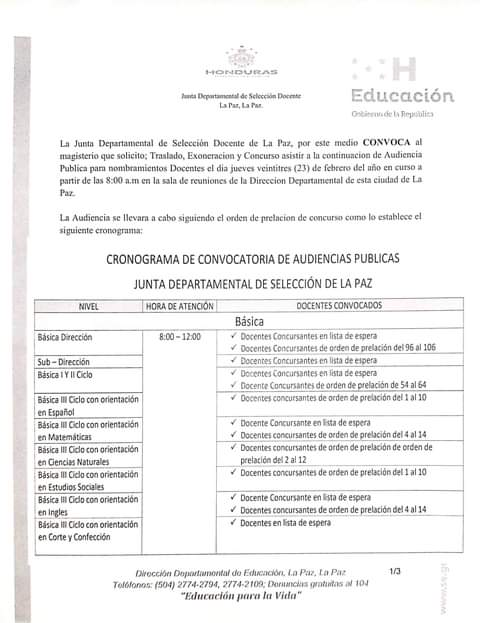 HONDURAS
H
Educación
Gobierno de la República
Junta Departamental de Selección Docente
La Paz, La Paz.
La Junta Departamental de Selección Docente de La Paz, por este medio CONVOCA al
magisterio que solicito; Traslado, Exoneracion y Concurso asistir a la continuacion de Audiencia
Publica para nombramientos Docentes el dia jueves veintitres (23) de febrero del año en curso a
partir de las 8:00 a.m en la sala de reuniones de la Direccion Departamental de esta ciudad de La
Paz.
La Audiencia se llevara a cabo siguiendo el orden de prelacion de concurso como lo establece el
siguiente cronograma:
CRONOGRAMA DE CONVOCATORIA DE AUDIENCIAS PUBLICAS
JUNTA DEPARTAMENTAL DE SELECCIÓN DE LA PAZ
NIVEL HORA DE ATENCIÓN DOCENTES CONVOCADOS
Básica
Básica Dirección 8:00 – 12:00 ✓ Docentes Concursantes en lista de espera
✓ Docentes Concursantes de orden de prelación del 96 al 106
Sub – Dirección ✓ Docentes Concursantes en lista de espera
Básica I Y II Ciclo ✓ Docentes Concursantes en lista de espera
✓ Docente Concursantes de orden de prelación de 54 al 64
Básica III Ciclo con orientación ✓ Docentes concursantes de orden de prelación del 1 al 10
en Español
Básica III Ciclo con orientación ✓ Docente Concursante en lista de espera
en Matemáticas ✓ Docentes concursantes de orden de prelación del 4 al 14
Básica III Ciclo con orientación ✓ Docentes concursantes de orden de prelación de orden de
en Ciencias Naturales prelación del 2 al 12
Básica III Ciclo con orientación ✓ Docentes concursantes de orden de prelación del 1 al 10
en Estudios Sociales
Básica III Ciclo con orientación ✓ Docente Concursante en lista de espera
en Ingles ✓ Docentes concursantes de orden de prelación del 4 al 14
Básica III Ciclo con orientación ✓ Docentes en lista de espera
en Corte y Confección
Dirección Departamental de Educación, La Paz, La Paz 1/3
Teléfonos: (504) 2774-2794, 2774-2109; Denuncias gratuitas al 104
"Educación para la Vida"